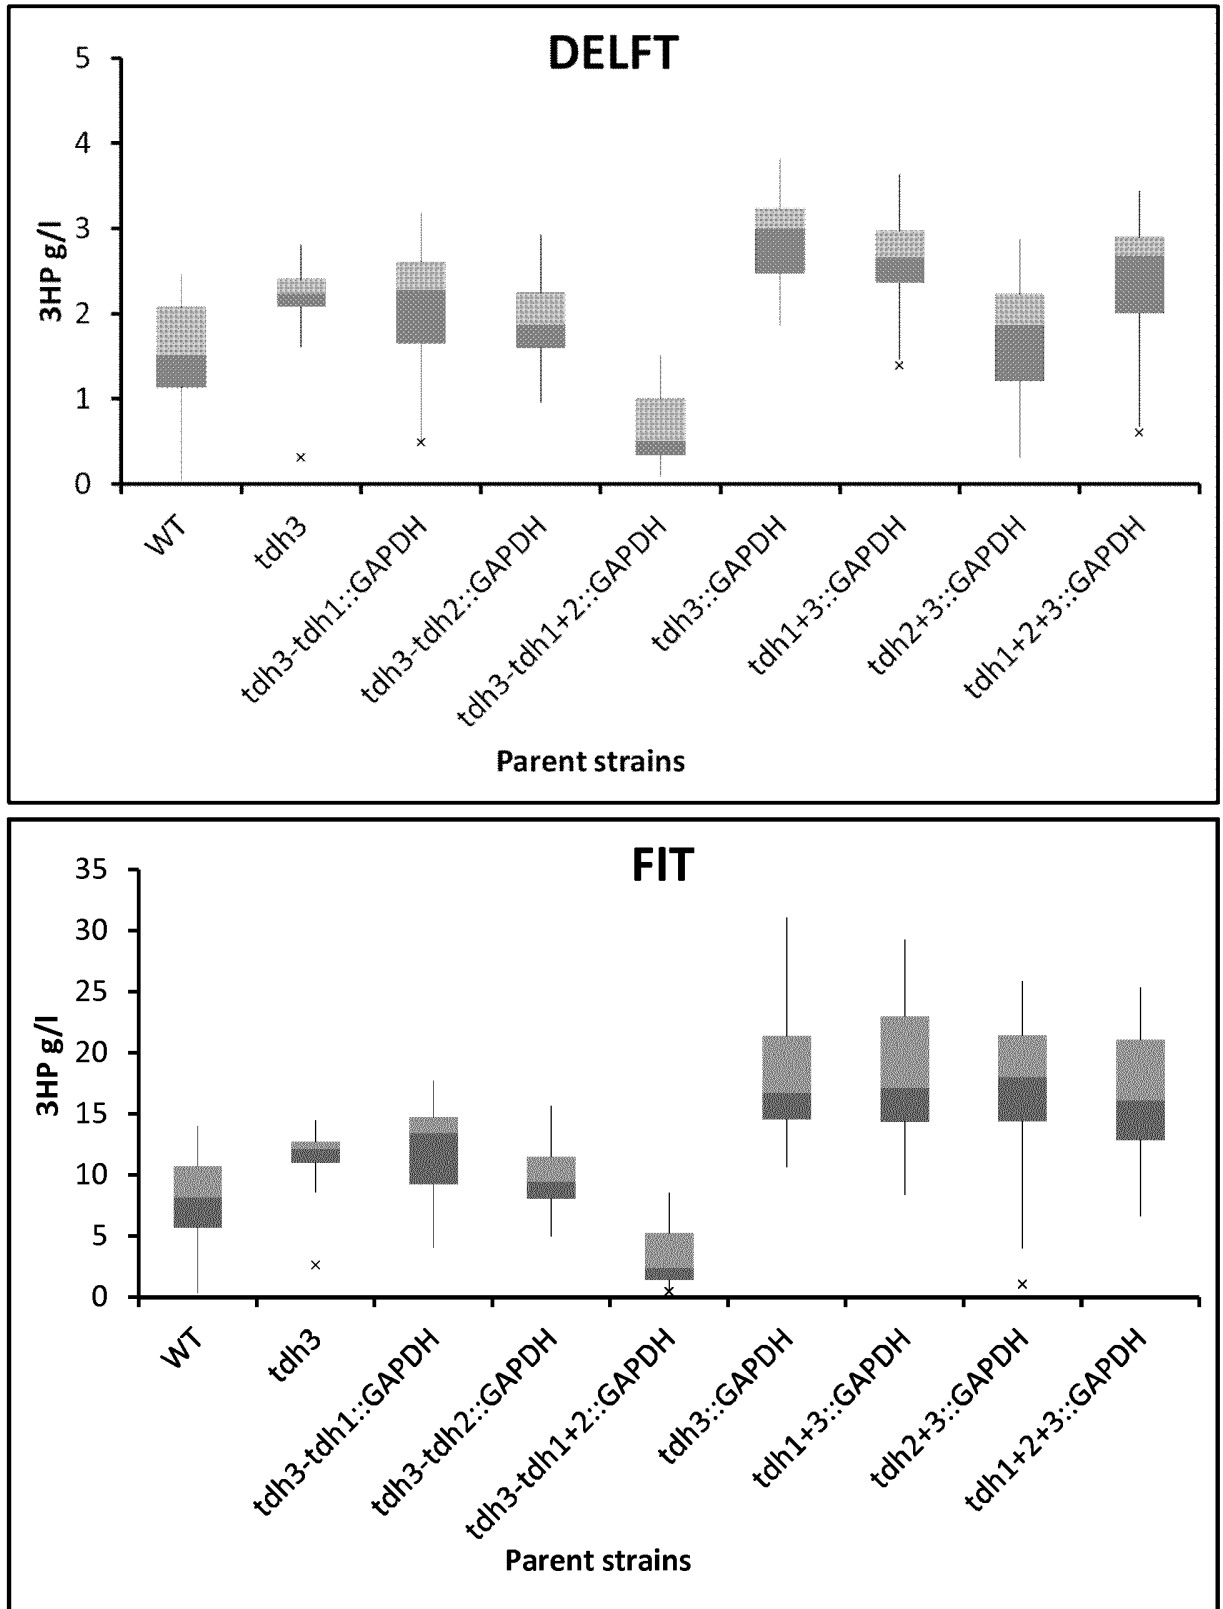 DELFT
5
4
3
2
1
0
3HP g/l
WT
tdh3
tdh3-tdh1::GAPDH
tdh3-tdh2::GAPDH
tdh3-tdh1+2::GAPDH
tdh3::GAPDH
tdh1+3::GAPDH
tdh2+3::GAPDH
tdh1+2+3::GAPDH
Parent strains
FIT
35
30
25
20
15
10
5
0
3HP g/l
WT
tdh3
tdh3-tdh1::GAPDH
tdh3-tdh2::GAPDH
tdh3-tdh1+2::GAPDH
tdh3::GAPDH
tdh1+3::GAPDH
tdh2+3::GAPDH
tdh1+2+3::GAPDH
Parent strains